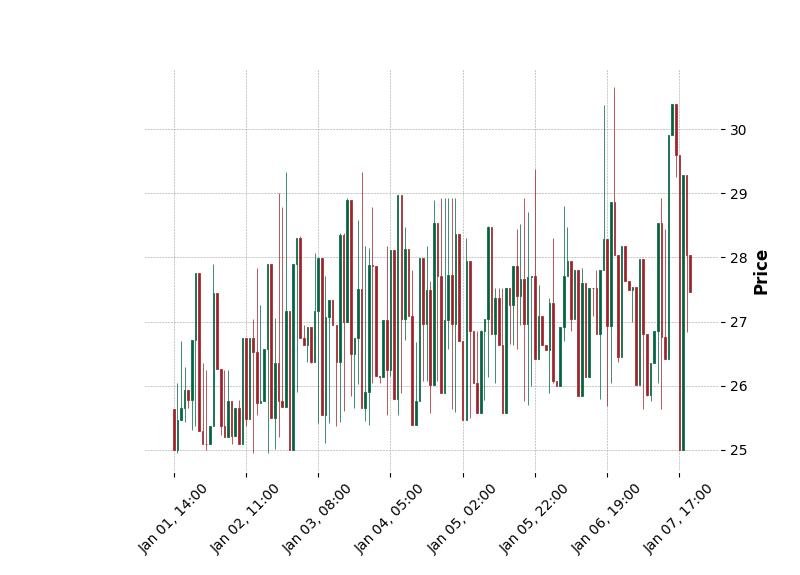 30
29
28
27
26
25
Price
Jan 01, 14:00
Jan 02, 11:00
Jan 03, 08:00
Jan 04, 05:00
Jan 05, 02:00
Jan 05, 22:00
Jan 06, 19:00
Jan 07, 17:00